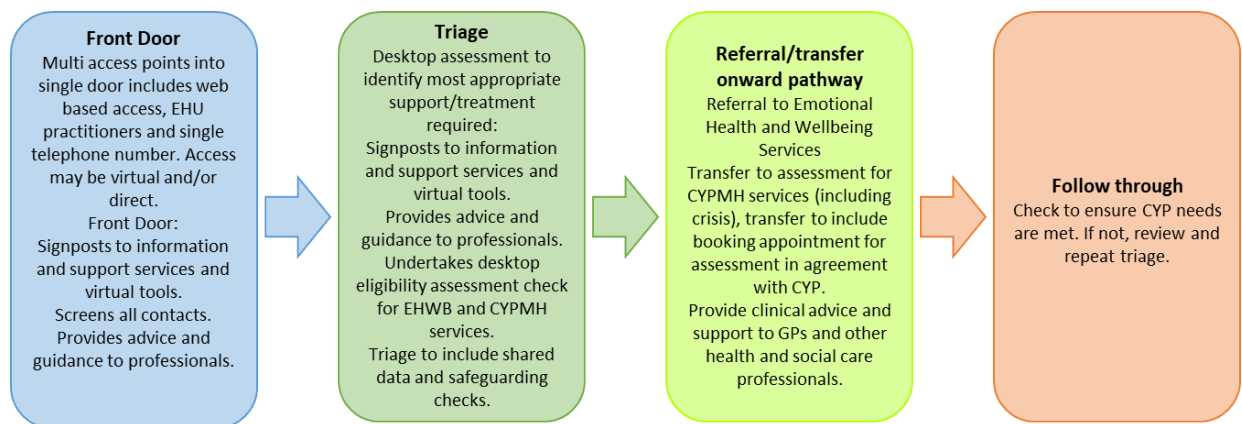 Front Door
Multi access points into
single door includes web
based access, EHU
practitioners and single
telephone number. Access
may be virtual and/or
direct.
Front Door:
Signposts to information
and support services and
virtual tools.
Screens all contacts.
Provides advice and
guidance to professionals.
Triage
Desktop assessment to
identify most appropriate
support/treatment
required:
Signposts to information
and support services and
virtual tools.
Provides advice and
guidance to professionals.
Undertakes desktop
eligibility assessment check
for EHWB and CYPMH
services.
Triage to include shared
data and safeguarding
checks.
Referral/transfer
onward pathway
Referral to Emotional
Health and Wellbeing
Services
Transfer to assessment for
CYPMH services (including
crisis), transfer to include
booking appointment for
assessment in agreement
with CYP.
Provide clinical advice and
support to GPs and other
health and social care
professionals.
Follow through
Check to ensure CYP needs
are met. If not, review and
repeat triage.